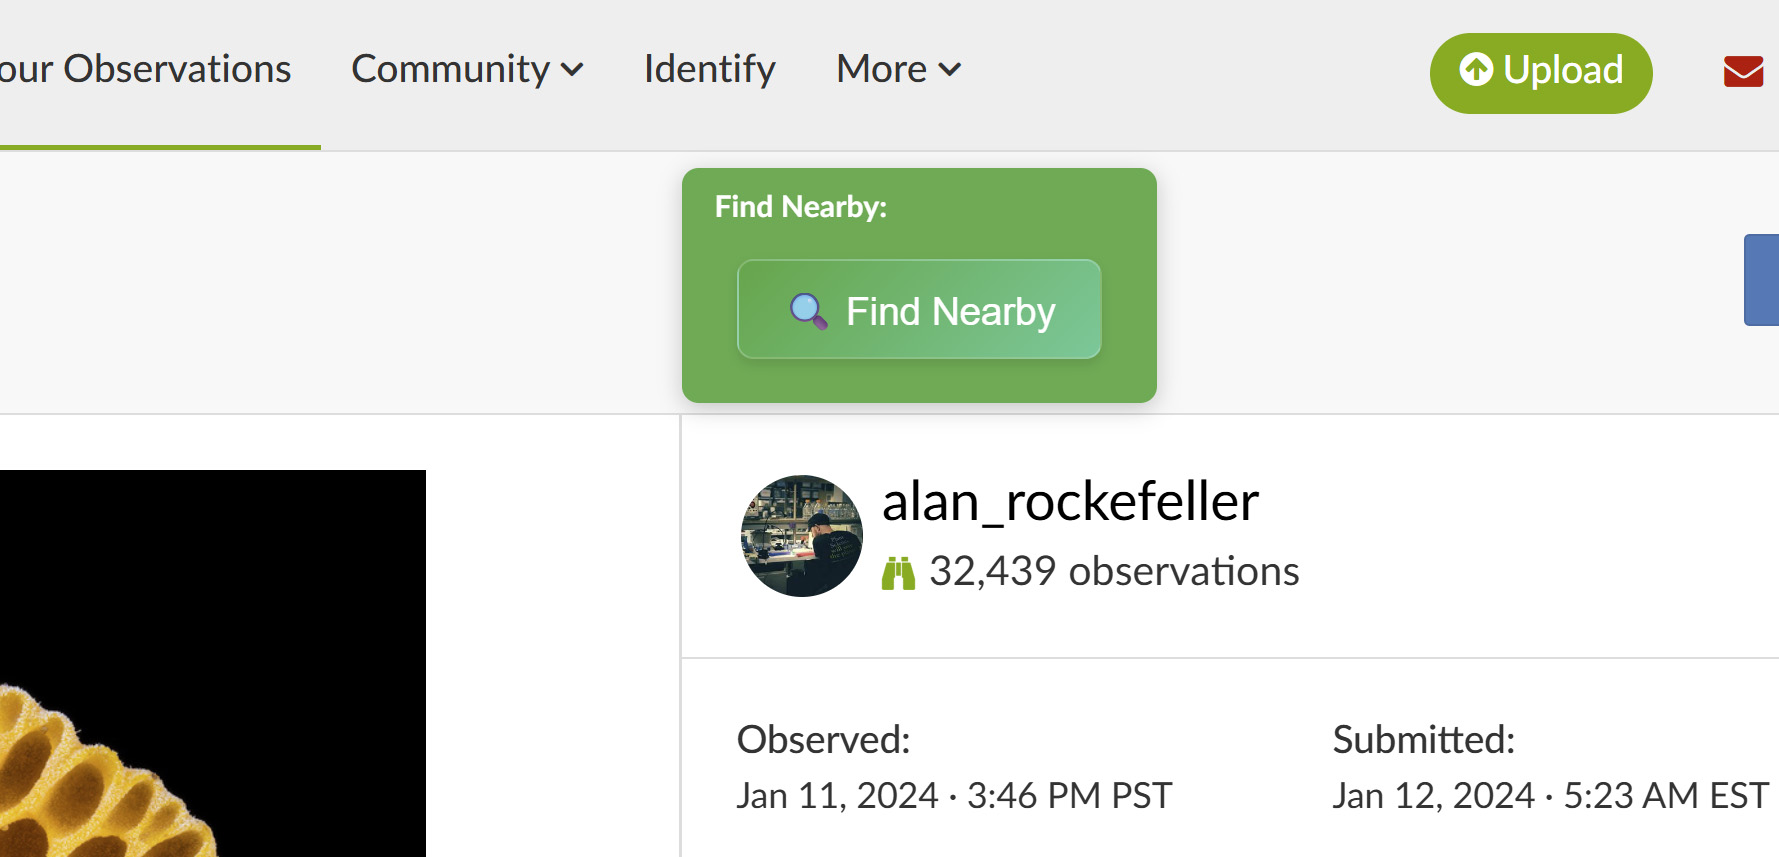 our Observations
Community
Identify
More
Upload
Find Nearby:
Find Nearby
alan_rockefeller
32,439 observations
Observed:
Jan 11, 2024 · 3:46 PM PST
Submitted:
Jan 12, 2024 · 5:23 AM EST